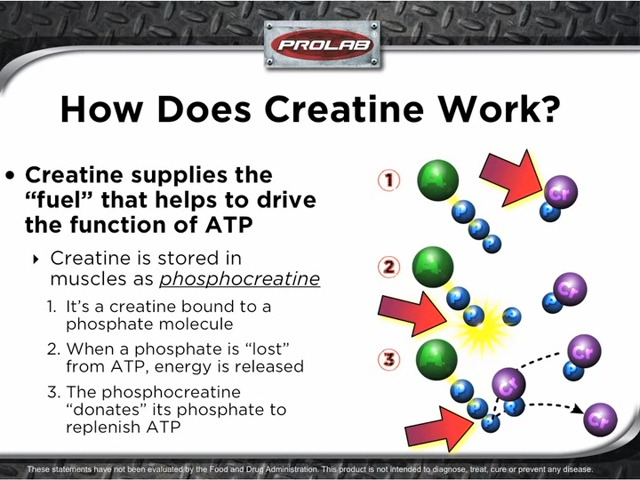 PROLAB
How Does Creatine Work?
• Creatine supplies the
“fuel” that helps to drive
the function of ATP
Creatine is stored in
muscles as phosphocreatine
1. It’s a creatine bound to a
phosphate molecule
2. When a phosphate is “lost”
from ATP, energy is released
3. The phosphocreatine
“donates” its phosphate to
replenish ATP
1
A
P
P
P
Cr
P
2
A
P
P
P
P
Cr
3
A
P
P
P
Cr
P
Cr
P
Cr
These statements have not been evaluated by the Food and Drug Administration. This product is not intended to diagnose, treat, cure or prevent any disease.